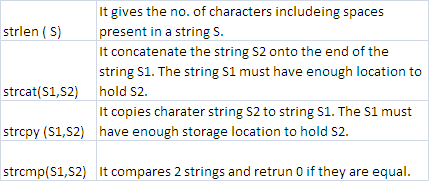 It gives the no. of characters includeing spaces
strlen ( S) present in a string S.
It concatenate the string S2 onto the end of the
string S1. The string S1 must have enough location to
strcat(S1,S2) hold S2.
It copies charater string S2 to string S1. The S1 must
strcpy (S1,S2) have enough storage location to hold S2.
strcmp(S1,S2) It compares 2 strings and retrun 0 if they are equal.